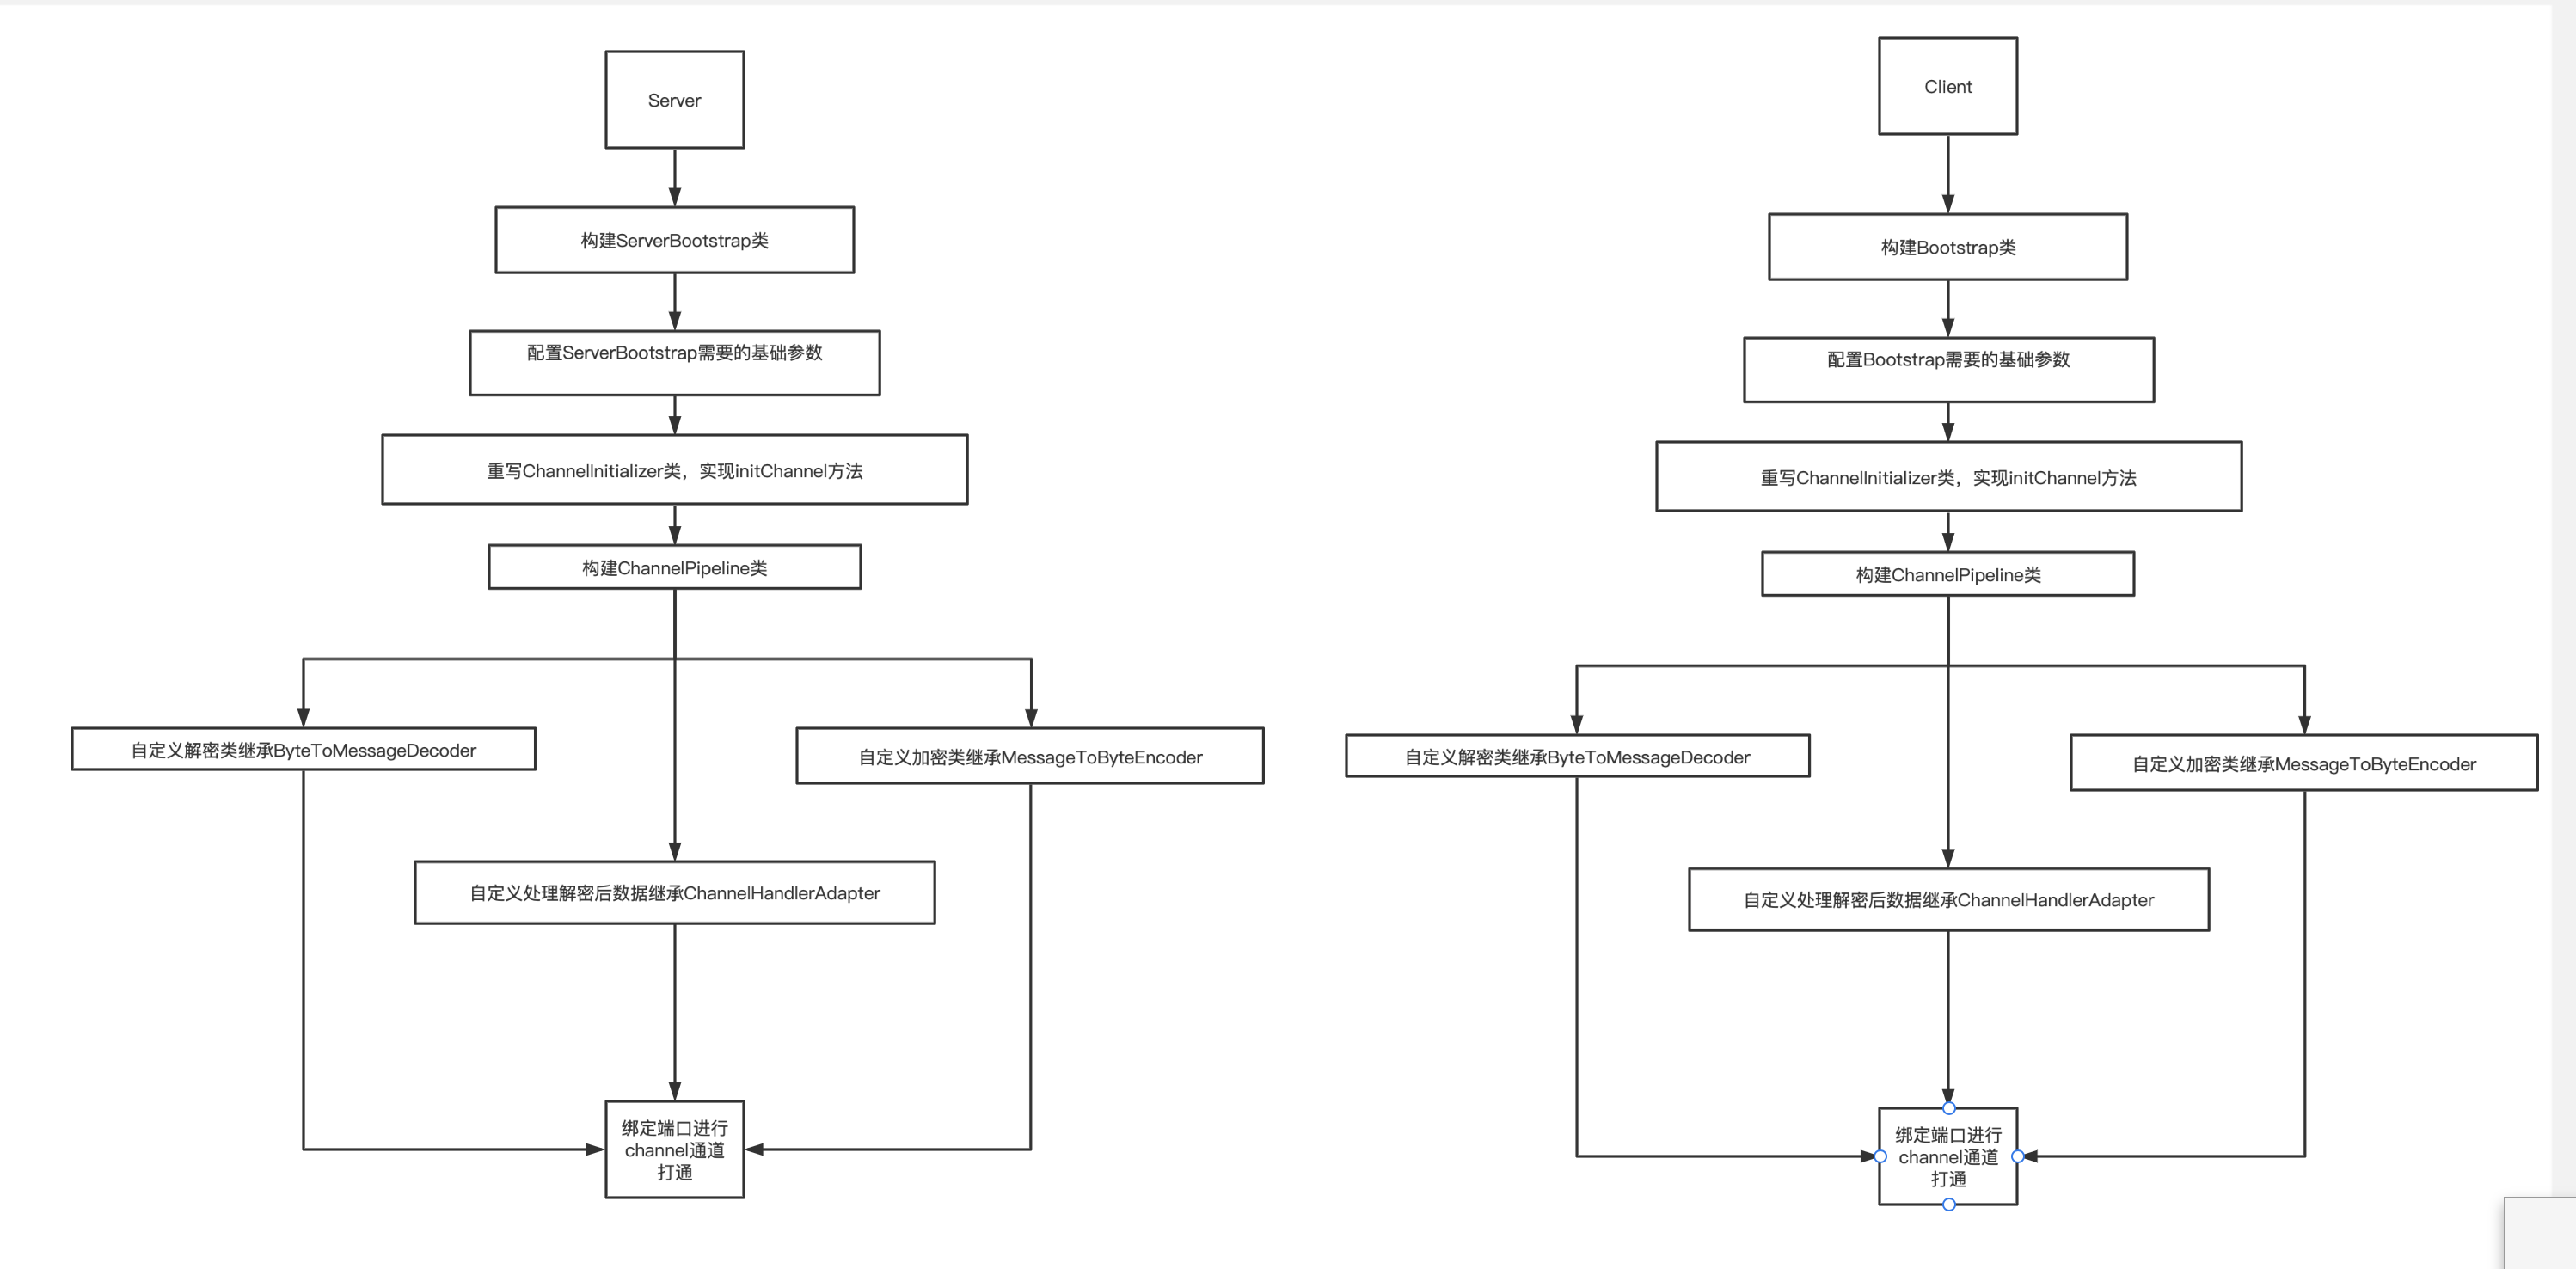 Server
构建ServerBootstrap类
配置ServerBootstrap需要的基础参数
重写ChannelInitializer类，实现initChannel方法
构建ChannelPipeline类
自定义解密类继承ByteToMessageDecoder
自定义加密类继承MessageToByteEncoder
自定义处理解密后数据继承ChannelHandlerAdapter
绑定端口进行
channel通道
打通
Client
构建Bootstrap类
配置Bootstrap需要的基础参数
重写ChannelInitializer类，实现initChannel方法
构建ChannelPipeline类
自定义解密类继承ByteToMessageDecoder
自定义加密类继承MessageToByteEncoder
自定义处理解密后数据继承ChannelHandlerAdapter
绑定端口进行
channel通道
打通